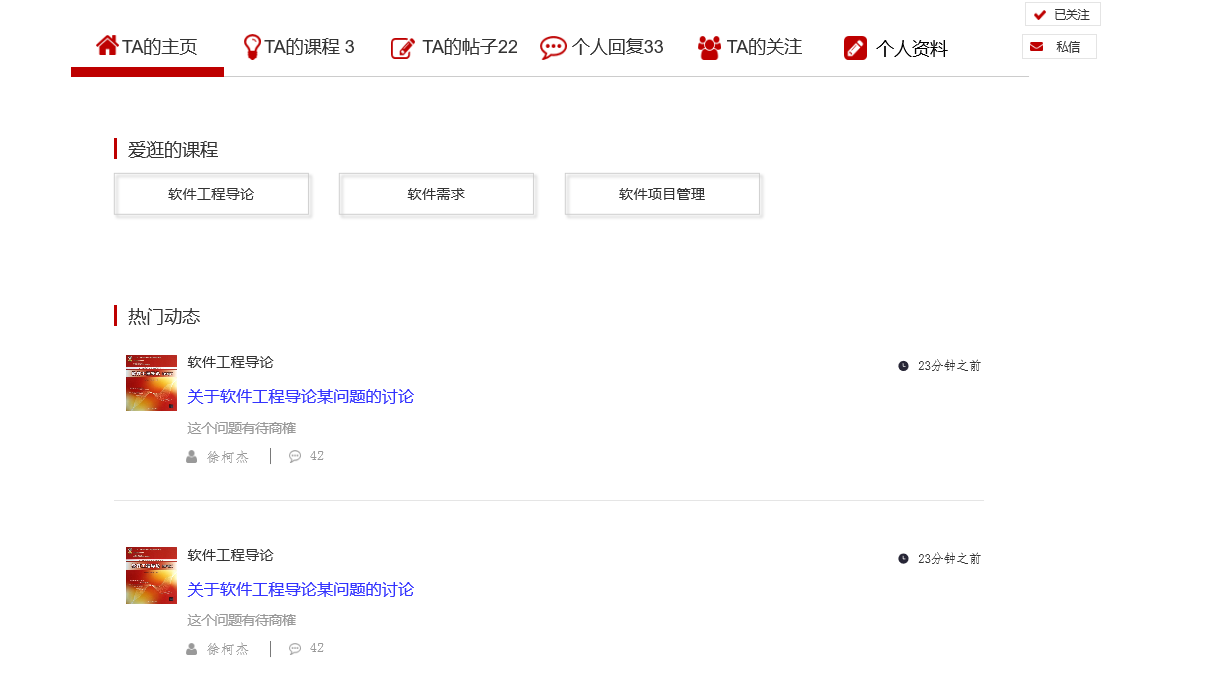 已关注
TA的主页 TA的课程 3 TA的帖子22 个人回复33 TA的关注 个人资料 私信
爱逛的课程
软件工程导论 软件需求 软件项目管理
热门动态
软件工程导论 23分钟之前
关于软件工程导论某问题的讨论
这个问题有待商榷
徐柯杰 42
软件工程导论 23分钟之前
关于软件工程导论某问题的讨论
这个问题有待商榷
徐柯杰 42